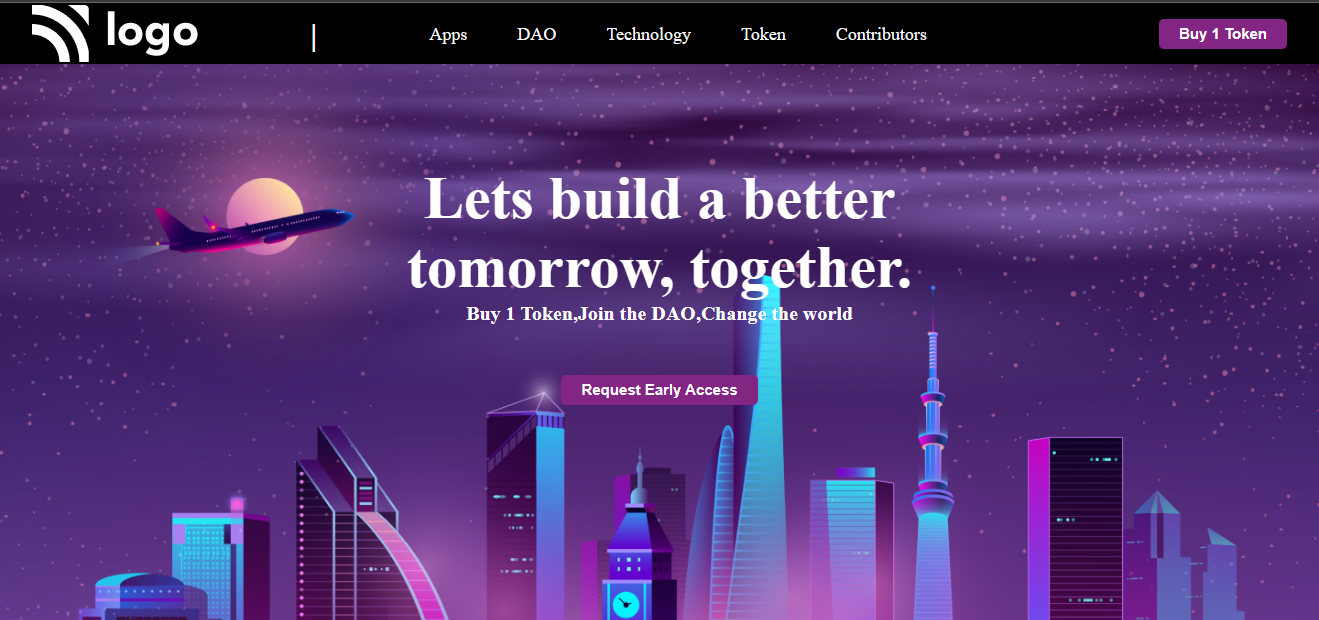 logo
|
Apps
DAO
Technology
Token
Contributors
Buy 1 Token
Lets build a better
tomorrow, together.
Buy 1 Token,Join the DAO,Change the world
Request Early Access